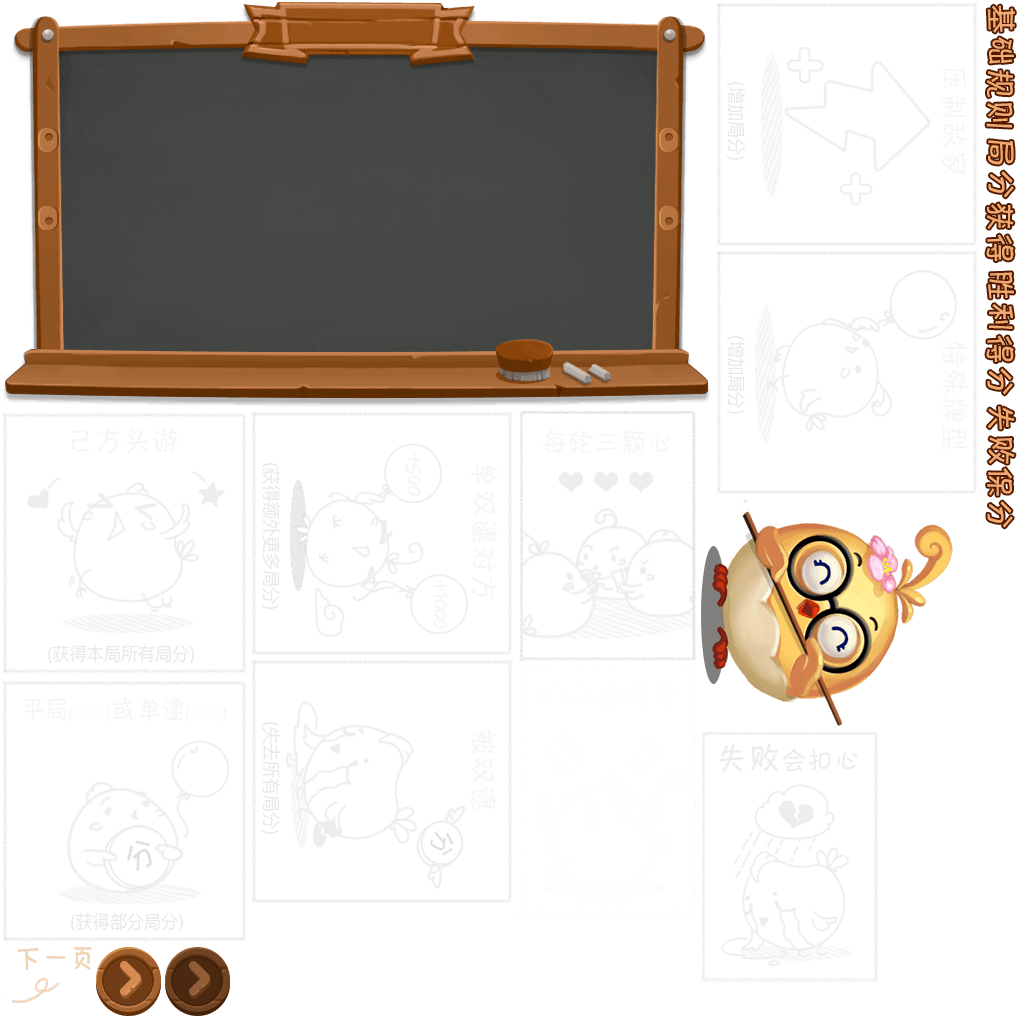 基础规则
局分获得
胜利得分
失败保分
压制敌家
(增加局分)
特殊牌型
(增加局分)
己方头游
(获得本局所有局分)
单双逮对方
+500
+1000
(获得额外更多局分)
每轮三颗心
平局( )或单逮( )
分
(获得部分局分)
被双逮
分
(失去所有局分)
失败会扣心
下一页